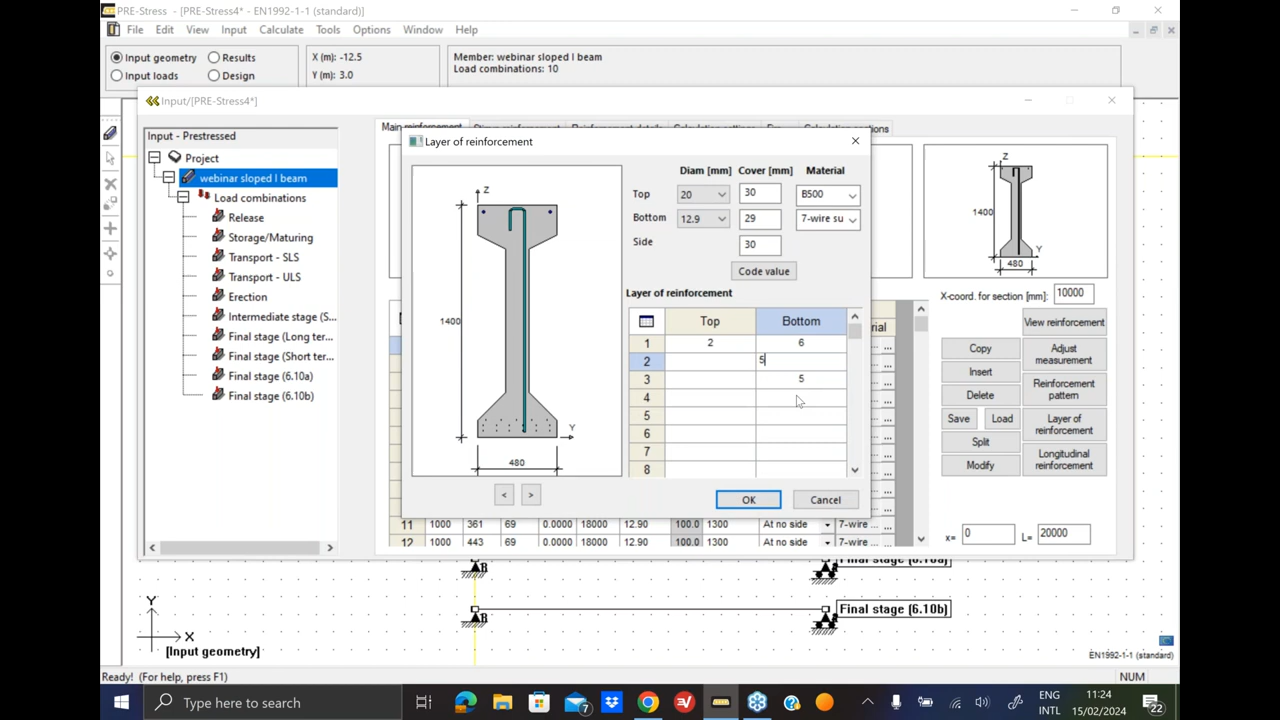 PRE-Stress - [PRE-Stress4* - EN1992-1-1 (standard)]
File Edit View Input Calculate Tools Options Window Help
Input geometry Results
Input loads Design
X (m): -12.5
Y (m): 3.0
Member: webinar sloped I beam
Load combinations: 10
Input/[PRE-Stress4*]
Input - Prestressed
Project
webinar sloped I beam
Load combinations
Release
Storage/Maturing
Transport - SLS
Transport - ULS
Erection
Intermediate stage (S...
Final stage (Long ter...
Final stage (Short ter...
Final stage (6.10a)
Final stage (6.10b)
Main reinforcement
Layer of reinforcement
Z
1400
Y
480
< >
Diam [mm] Cover [mm] Material
Top 20 30 B500
Bottom 12.9 29 7-wire su
Side 30
Code value
Layer of reinforcement
Top Bottom
1 2 6
2 5
3 5
4
5
6
7
8
OK Cancel
Z
1400
Y
480
X-coord. for section [mm]: 10000
View reinforcement
Copy
Adjust measurement
Insert
Delete
Reinforcement pattern
Save Load
Layer of reinforcement
Split
Modify
Longitudinal reinforcement
x= 0 L= 20000
ial
11 1000 361 69 0.0000 18000 12.90 100.0 1300 At no side 7-wire ...
12 1000 443 69 0.0000 18000 12.90 100.0 1300 At no side 7-wire ...
Final stage (6.10a)
Final stage (6.10b)
Y
X
[Input geometry]
EN1992-1-1 (standard)
Ready! (For help, press F1)
NUM
Type here to search
7
ENG
INTL
11:24
15/02/2024
22